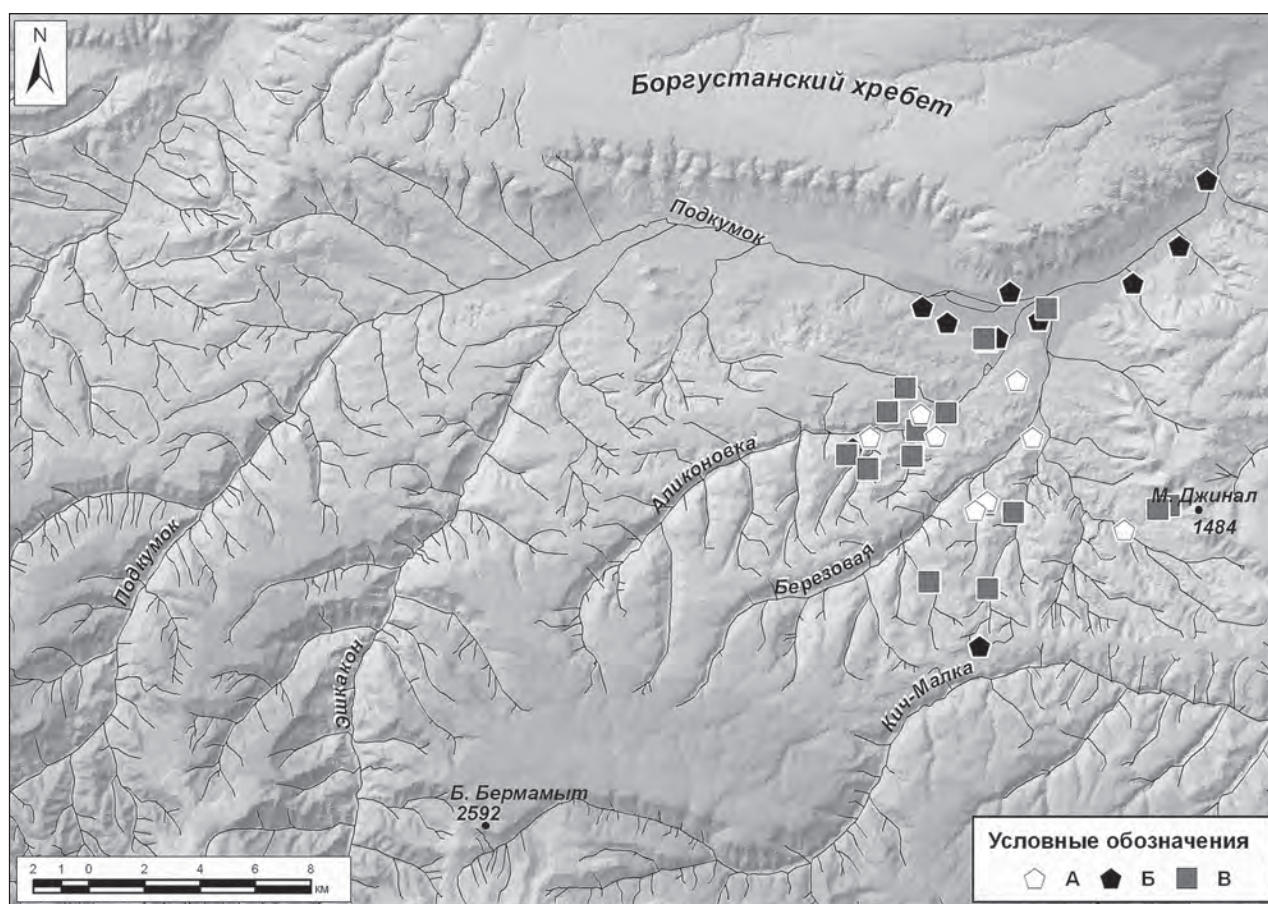 N
Боргустанский хребет
Подкумок
Аликоновка
М. Джинал
1484
Подкумок
Березовая
Эшкакон
Кич-Малка
Б. Бермамыт
2592
Условные обозначения
А Б В
2 1 0 2 4 6 8
км